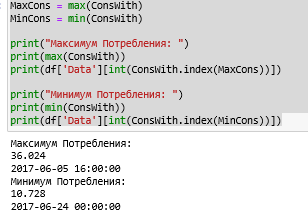 MaxCons = max(ConsWith)
MinCons = min(ConsWith)
print("Максимум Потребления: ")
print(max(ConsWith))
print(df['Data'][int(ConsWith.index(MaxCons))])
print("Минимум Потребления: ")
print(min(ConsWith))
print(df['Data'][int(ConsWith.index(MinCons))])
Максимум Потребления:
36.024
2017-06-05 16:00:00
Минимум Потребления:
10.728
2017-06-24 00:00:00